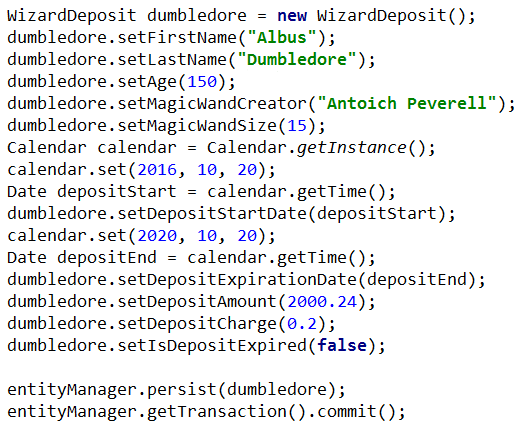 WizardDeposit dumbledore = new WizardDeposit();
dumbledore.setFirstName("Albus");
dumbledore.setLastName("Dumbledore");
dumbledore.setAge(150);
dumbledore.setMagicWandCreator("Antoich Peverell");
dumbledore.setMagicWandSize(15);
Calendar calendar = Calendar.getInstance();
calendar.set(2016, 10, 20);
Date depositStart = calendar.getTime();
dumbledore.setDepositStartDate(depositStart);
calendar.set(2020, 10, 20);
Date depositEnd = calendar.getTime();
dumbledore.setDepositExpirationDate(depositEnd);
dumbledore.setDepositAmount(2000.24);
dumbledore.setDepositCharge(0.2);
dumbledore.setIsDepositExpired(false);
entityManager.persist(dumbledore);
entityManager.getTransaction().commit();